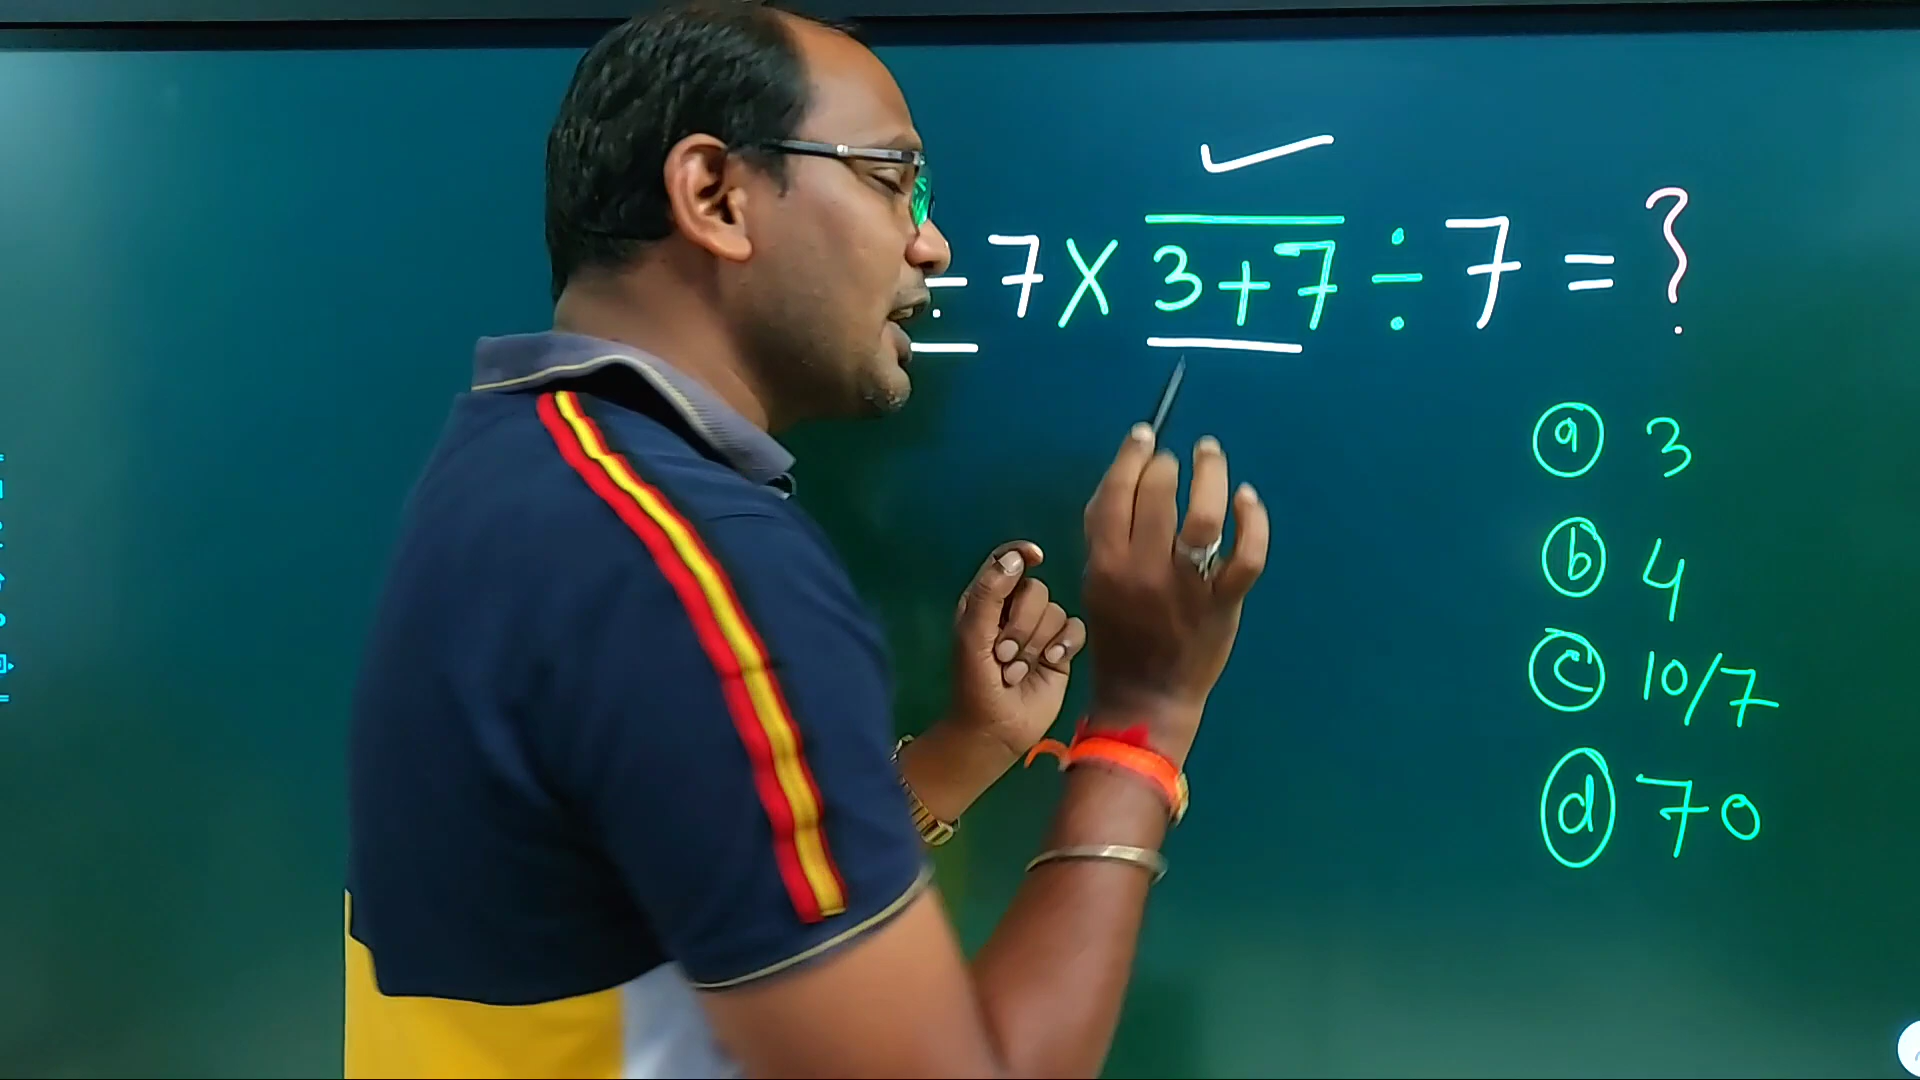 ÷ 7 × 3+7 ÷ 7 = ?
(a) 3
(b) 4
(c) 10/7
(d) 70